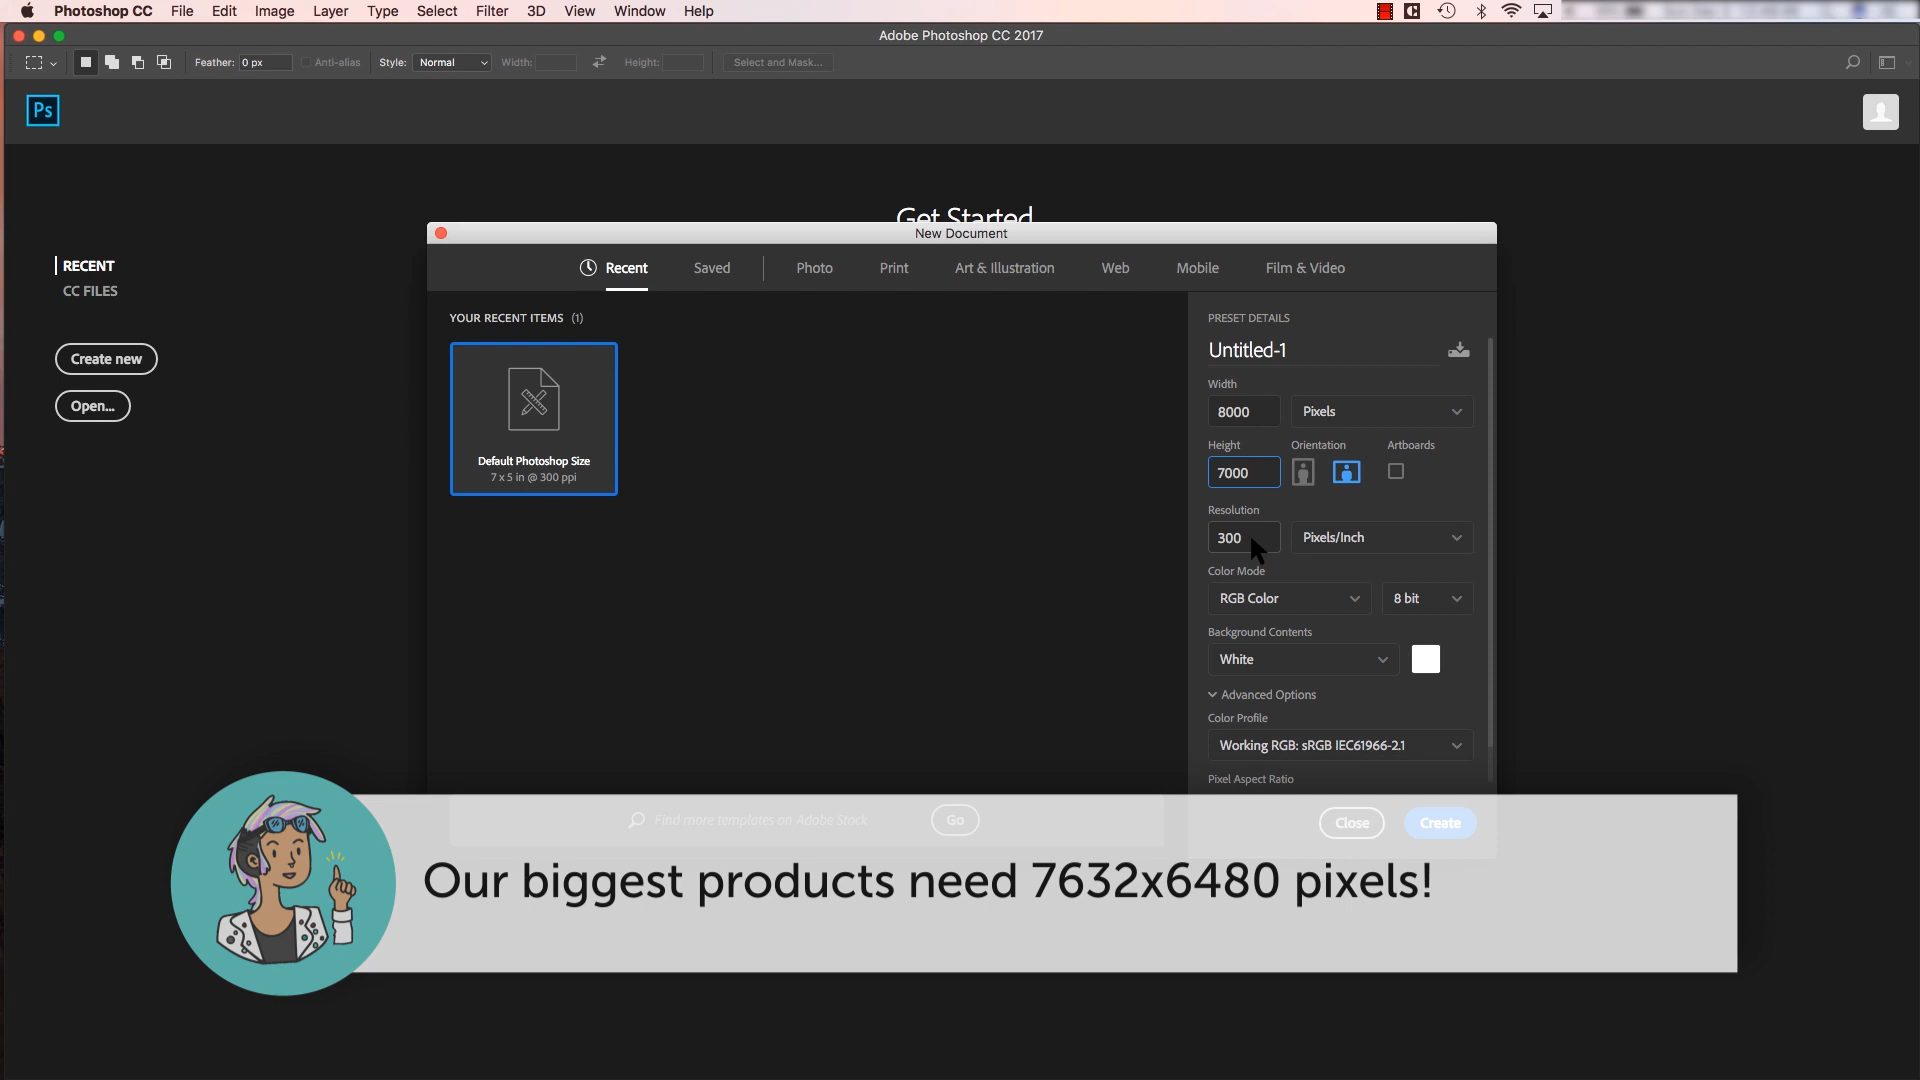 Photoshop CC File Edit Image Layer Type Select Filter 3D View Window Help
Adobe Photoshop CC 2017
Feather: 0 px Anti-alias Style: Normal Width: Height: Select and Mask...
Ps
Get Started
New Document
RECENT
CC FILES
Create new
Open...
Recent Saved Photo Print Art & Illustration Web Mobile Film & Video
YOUR RECENT ITEMS (1)
Default Photoshop Size
7 x 5 in @ 300 ppi
PRESET DETAILS
Untitled-1
Width
8000 Pixels
Height Orientation Artboards
7000
Resolution
300 Pixels/Inch
Color Mode
RGB Color 8 bit
Background Contents
White
Advanced Options
Color Profile
Working RGB: sRGB IEC61966-2.1
Pixel Aspect Ratio
Find more templates on Adobe Stock Go
Close Create
Our biggest products need 7632x6480 pixels!